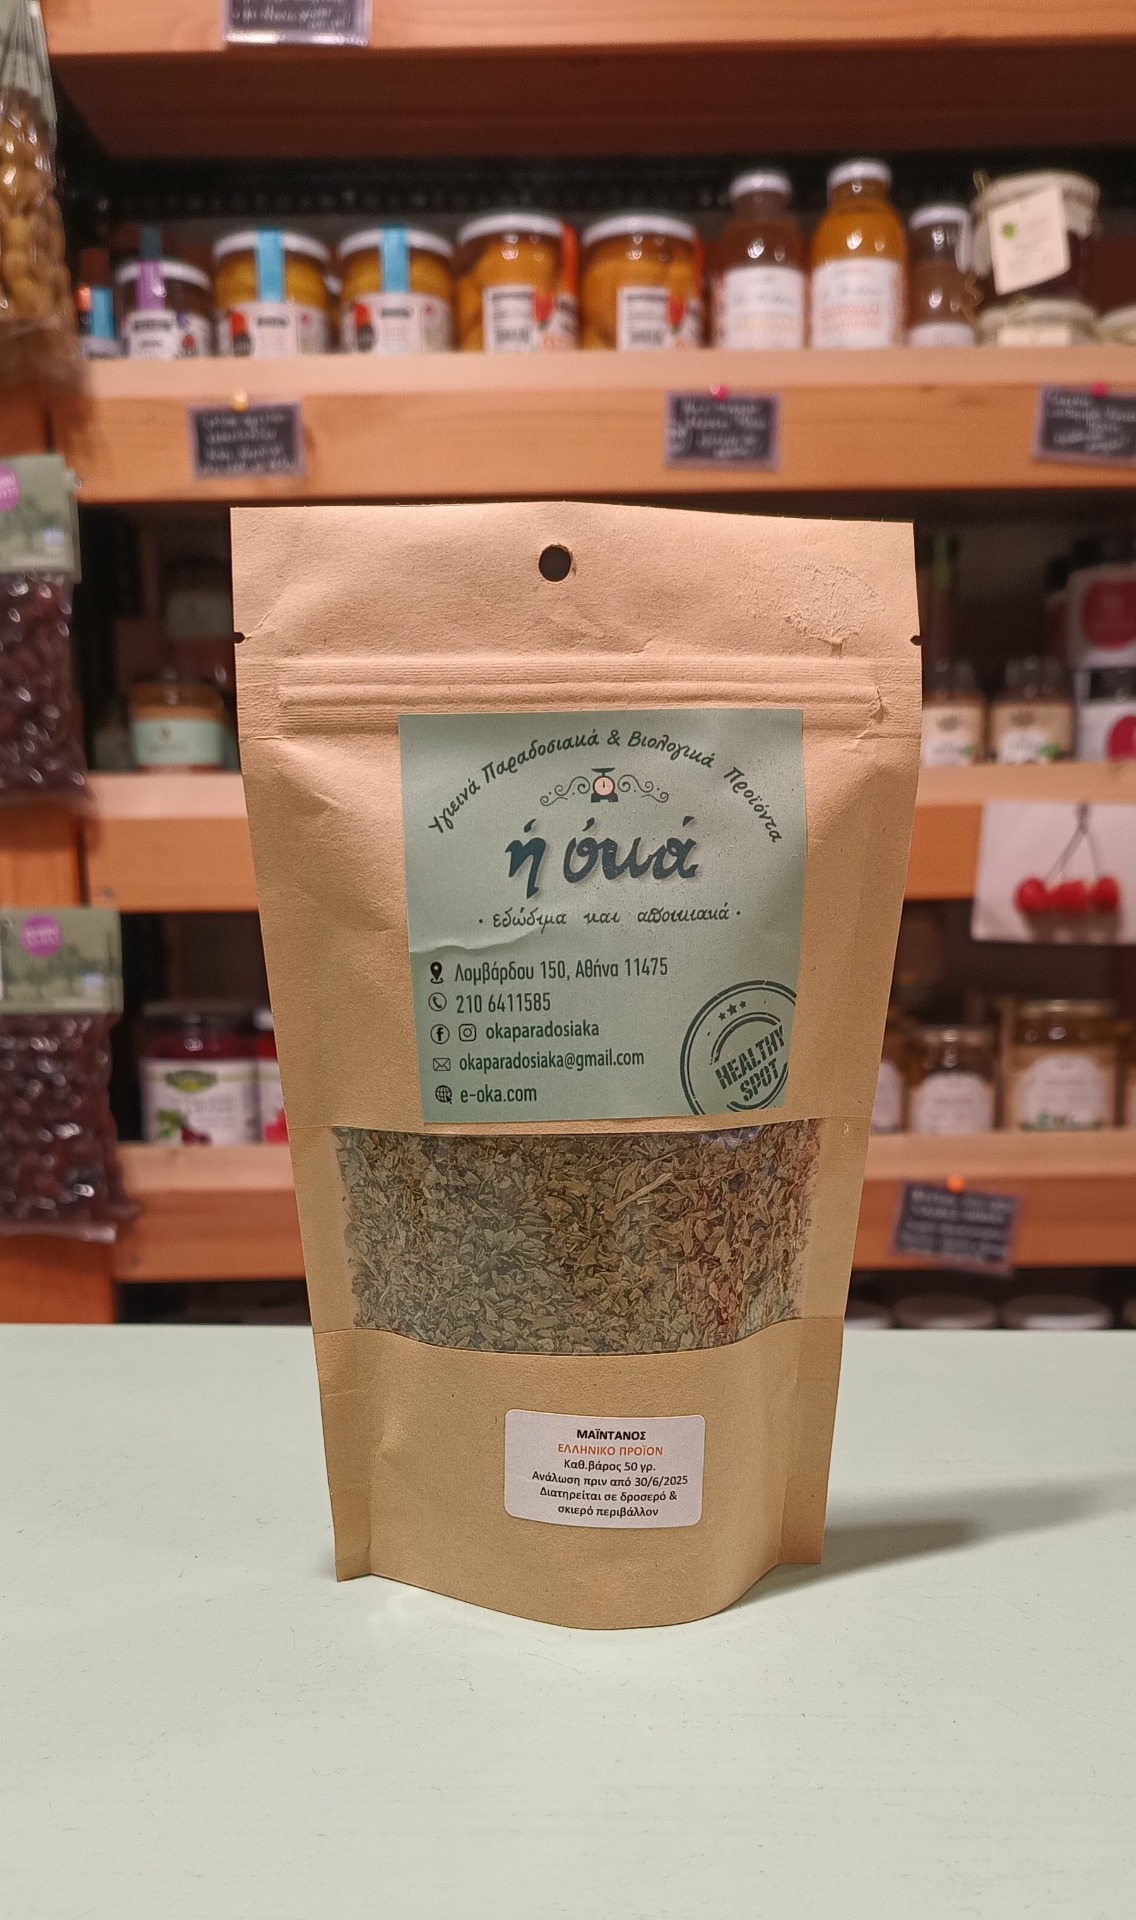 Υγιεινά Παραδοσιακά & Βιολογικά Προϊόντα
ή όκά
· εδώδιμα και αποικιακά ·
Λομβάρδου 150, Αθήνα 11475
210 6411585
okaparadosiaka
okaparadosiaka@gmail.com
e-oka.com
HEALTHY
SPOT
ΜΑΪΝΤΑΝΟΣ
ΕΛΛΗΝΙΚΟ ΠΡΟΪΟΝ
Καθ.βάρος 50 γρ.
Ανάλωση πριν από 30/6/2025
Διατηρείται σε δροσερό &
σκιερό περιβάλλον